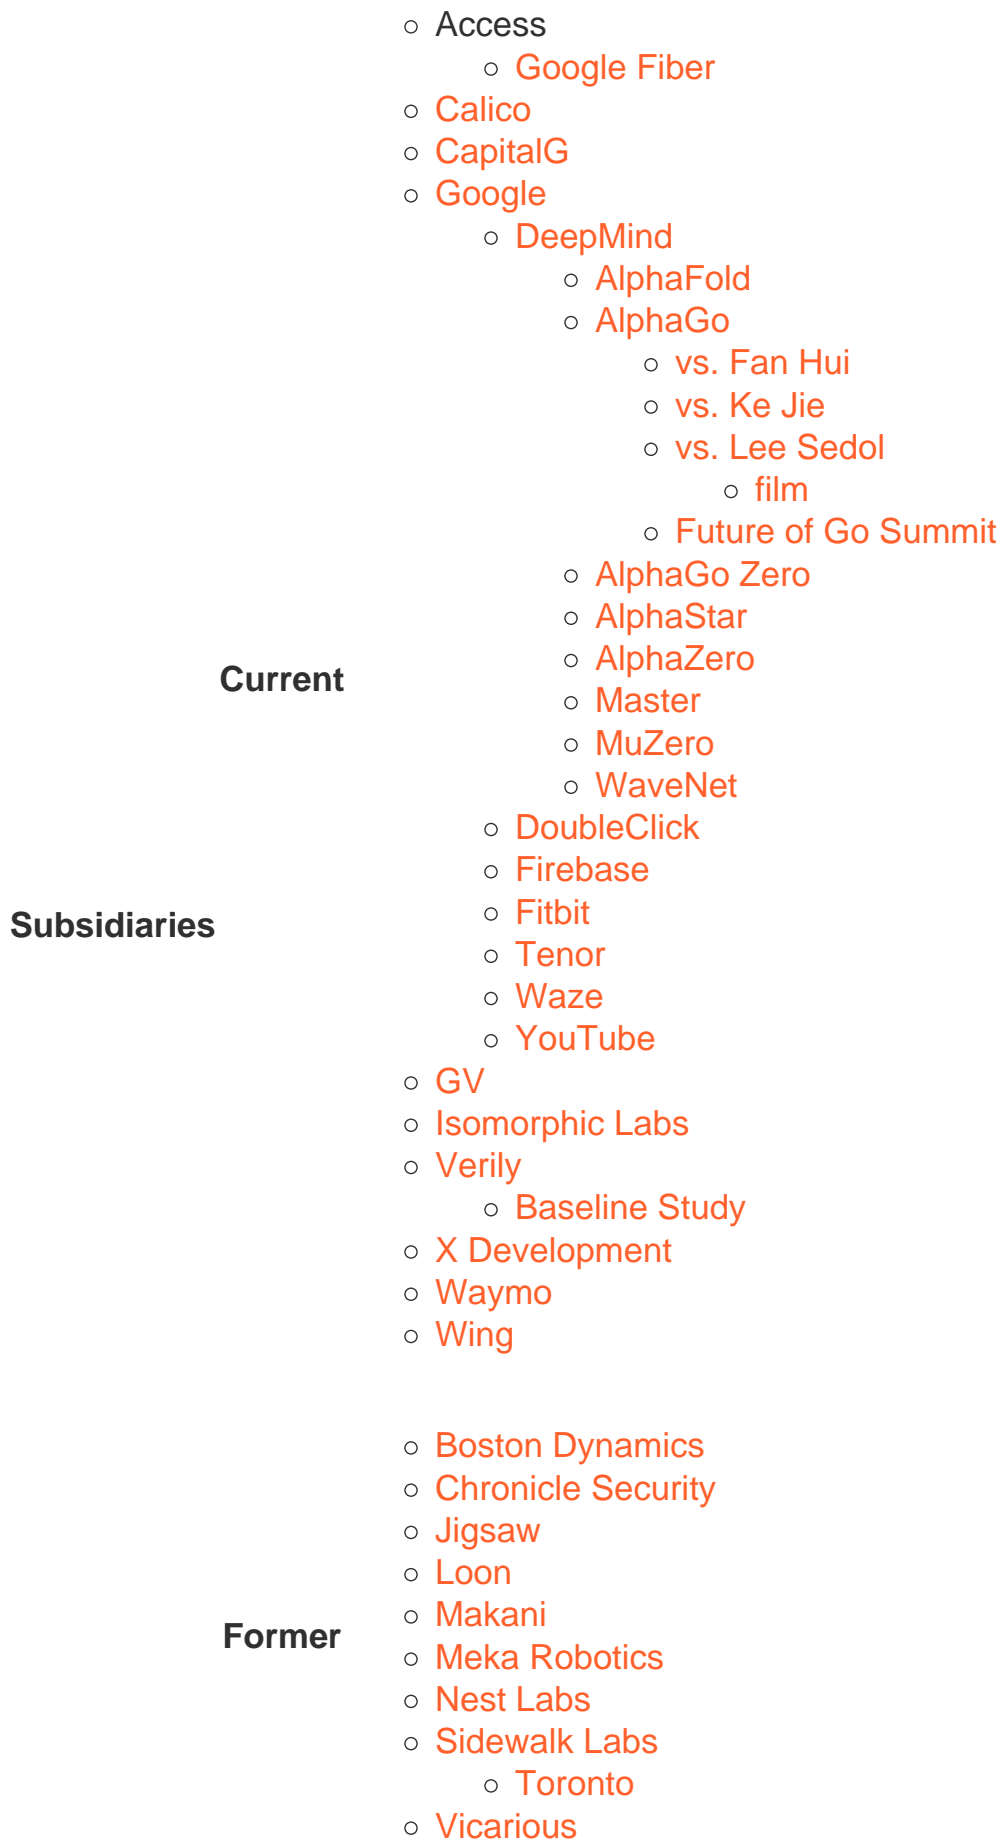 Subsidiaries
Current
Access
Google Fiber
Calico
CapitalG
Google
DeepMind
AlphaFold
AlphaGo
vs. Fan Hui
vs. Ke Jie
vs. Lee Sedol
film
Future of Go Summit
AlphaGo Zero
AlphaStar
AlphaZero
Master
MuZero
WaveNet
DoubleClick
Firebase
Fitbit
Tenor
Waze
YouTube
GV
Isomorphic Labs
Verily
Baseline Study
X Development
Waymo
Wing
Former
Boston Dynamics
Chronicle Security
Jigsaw
Loon
Makani
Meka Robotics
Nest Labs
Sidewalk Labs
Toronto
Vicarious